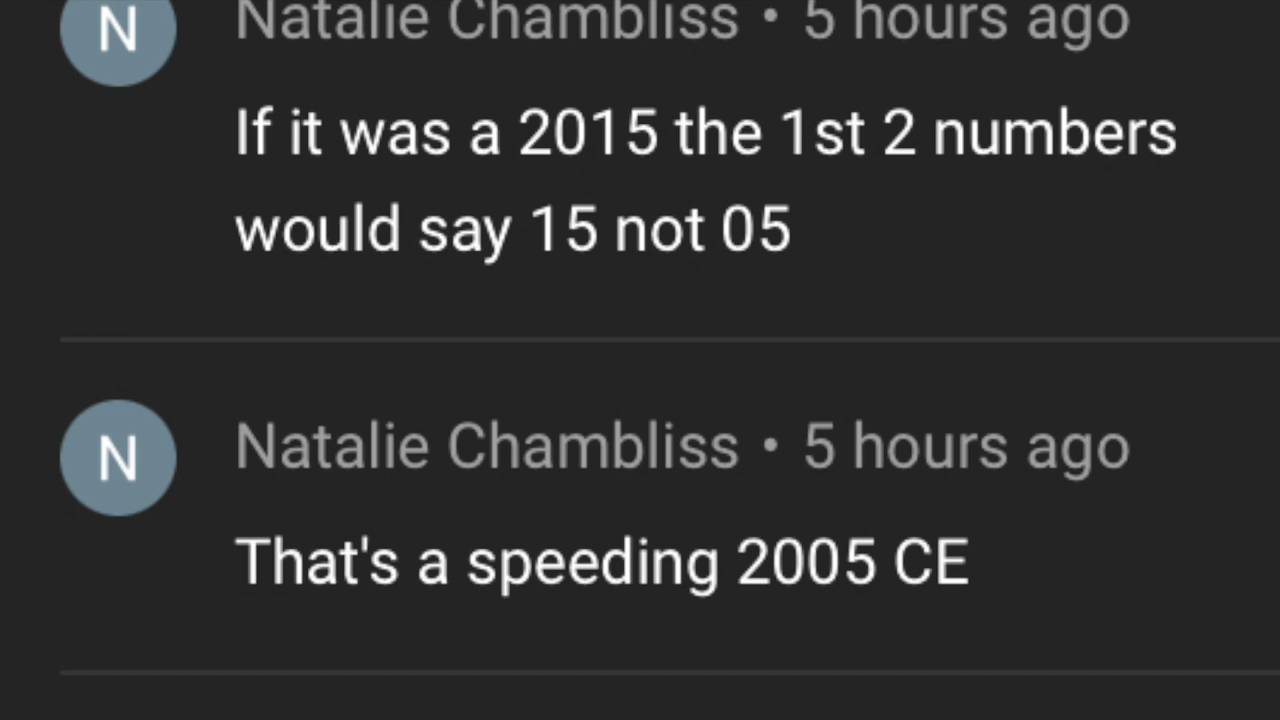 N
Natalie Chambliss • 5 hours ago
If it was a 2015 the 1st 2 numbers
would say 15 not 05
N
Natalie Chambliss • 5 hours ago
That's a speeding 2005 CE